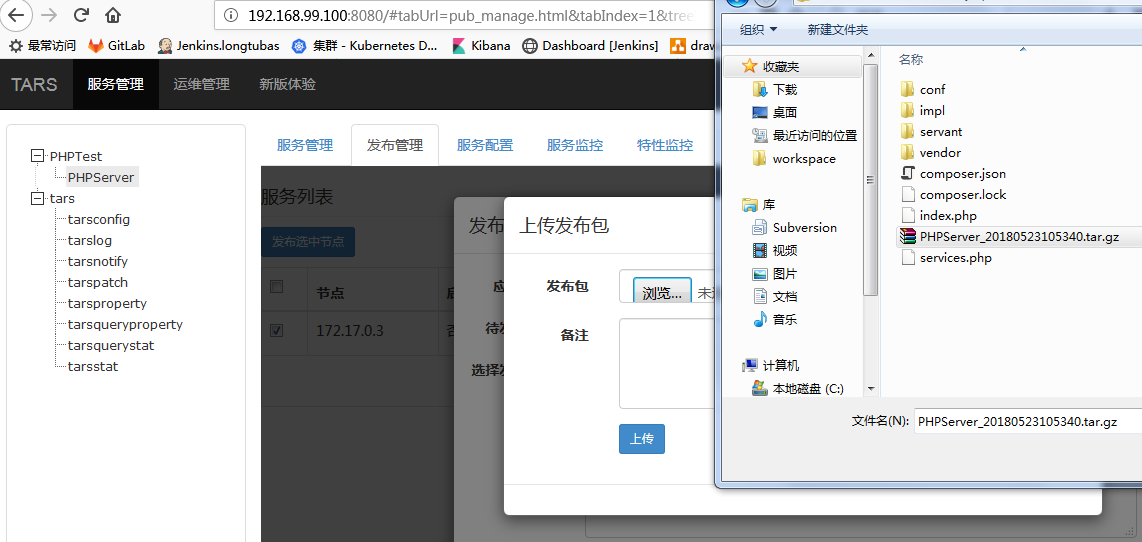 192.168.99.100:8080/#tabUrl=pub_manage.html&tabIndex=1&tree
最常访问 GitLab Jenkins.longtubas 集群 - Kubernetes D... Kibana Dashboard [Jenkins] draw
TARS 服务管理 运维管理 新版体验
PHPTest
PHPServer
tars
tarsconfig
tarslog
tarsnotify
tarspatch
tarsproperty
tarsqueryproperty
tarsquerystat
tarsstat
服务管理 发布管理 服务配置 服务监控 特性监控
服务列表
发布选中节点
节点
172.17.0.3
发布
应
待发
选择发
上传发布包
发布包 浏览...
备注
上传
组织 新建文件夹
收藏夹
下载
桌面
最近访问的位置
workspace
库
Subversion
视频
图片
文档
音乐
计算机
本地磁盘 (C:)
名称
conf
impl
servant
vendor
composer.json
composer.lock
index.php
PHPServer_20180523105340.tar.gz
services.php
文件名(N): PHPServer_20180523105340.tar.gz